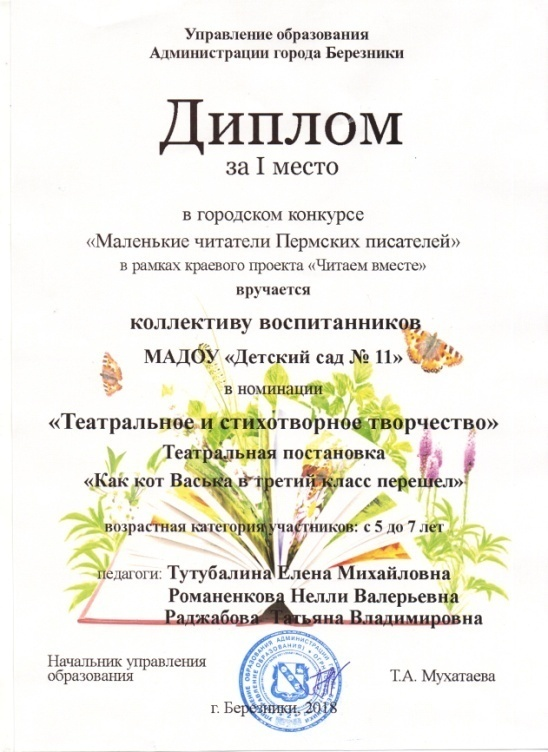 Управление образования
Администрации города Березники
Диплом
за I место
в городском конкурсе
«Маленькие читатели Пермских писателей»
в рамках краевого проекта «Читаем вместе»
вручается
коллективу воспитанников
МАДОУ «Детский сад № 11»
в номинации
«Театральное и стихотворное творчество»
Театральная постановка
«Как кот Васька в третий класс перешел»
возрастная категория участников: с 5 до 7 лет
педагоги: Тутубалина Елена Михайловна
Романенкова Нелли Валерьевна
Раджабова Татьяна Владимировна
Начальник управления
образования
Т.А. Мухатаева
г. Березники, 2018